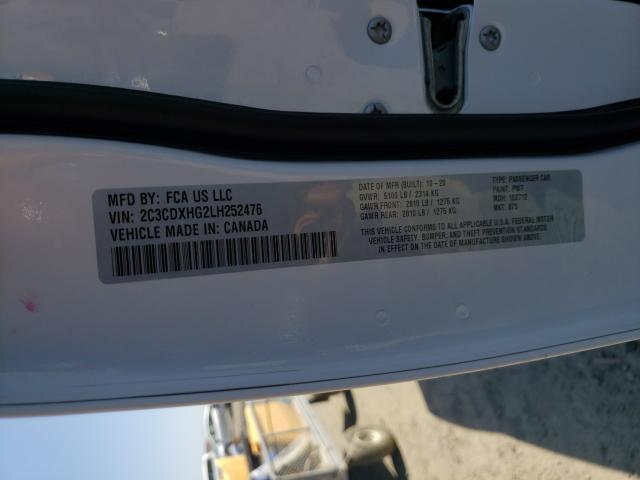 MFD BY: FCA US LLC
VIN: 2C3CDXHG2LH252476
VEHICLE MADE IN: CANADA
DATE OF MFR (BUILT): 10-20
GVWR: 5100 LB / 2314 KG
GAWR FRONT: 2810 LB / 1275 KG
GAWR REAR: 2810 LB / 1275 KG
TYPE: PASSENGER CAR
PAINT: PW7
MDH: 102712
THIS VEHICLE CONFORMS TO ALL APPLICABLE U.S.A. FEDERAL MOTOR
VEHICLE SAFETY, BUMPER, AND THEFT PREVENTION STANDARDS
IN EFFECT ON THE DATE OF MANUFACTURE SHOWN ABOVE.